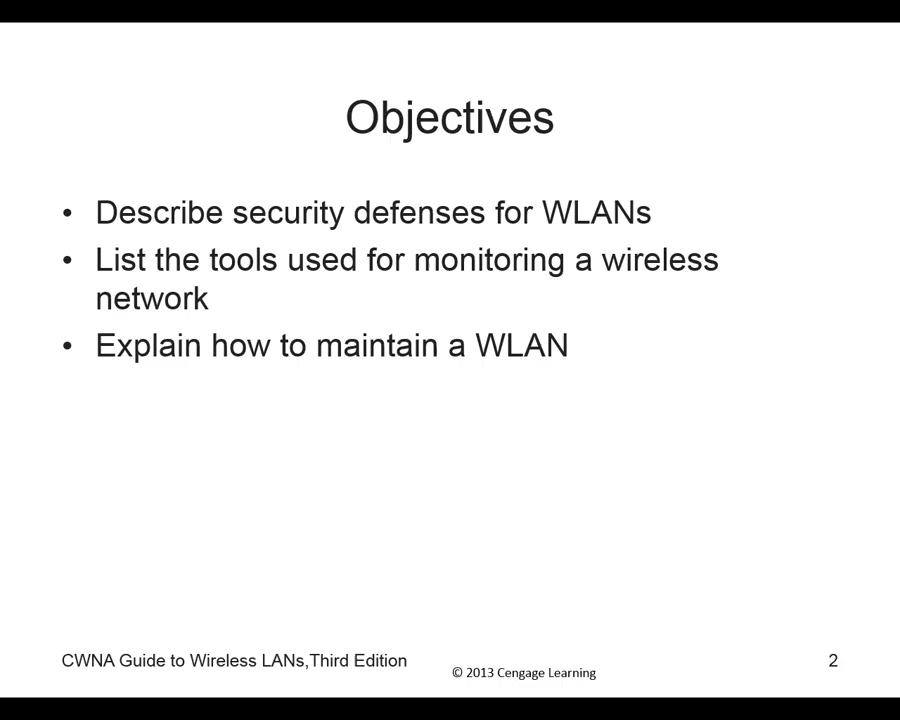 Objectives
• Describe security defenses for WLANs
• List the tools used for monitoring a wireless
network
• Explain how to maintain a WLAN
CWNA Guide to Wireless LANs,Third Edition
© 2013 Cengage Learning
2